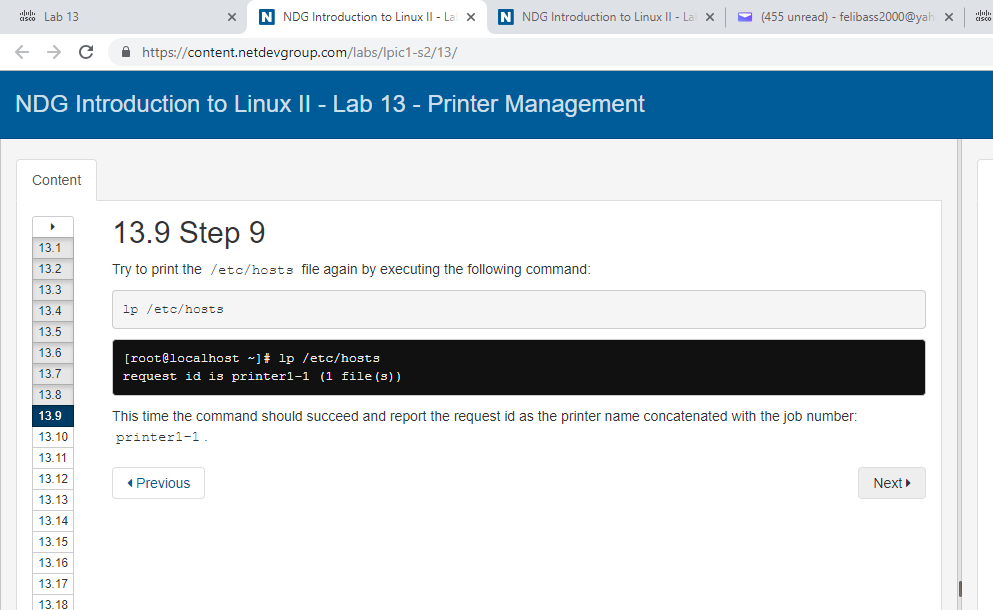 cisco Lab 13
N NDG Introduction to Linux II - La
N NDG Introduction to Linux II - La
(455 unread) - felibass2000@yah
cisco
https://content.netdevgroup.com/labs/lpic1-s2/13/
NDG Introduction to Linux II - Lab 13 - Printer Management
Content
13.1
13.2
13.3
13.4
13.5
13.6
13.7
13.8
13.9
13.10
13.11
13.12
13.13
13.14
13.15
13.16
13.17
13.18
13.9 Step 9
Try to print the /etc/hosts file again by executing the following command:
lp /etc/hosts
[root@localhost ~]# lp /etc/hosts
request id is printer1-1 (1 file(s))
This time the command should succeed and report the request id as the printer name concatenated with the job number:
printer1-1 .
Previous
Next